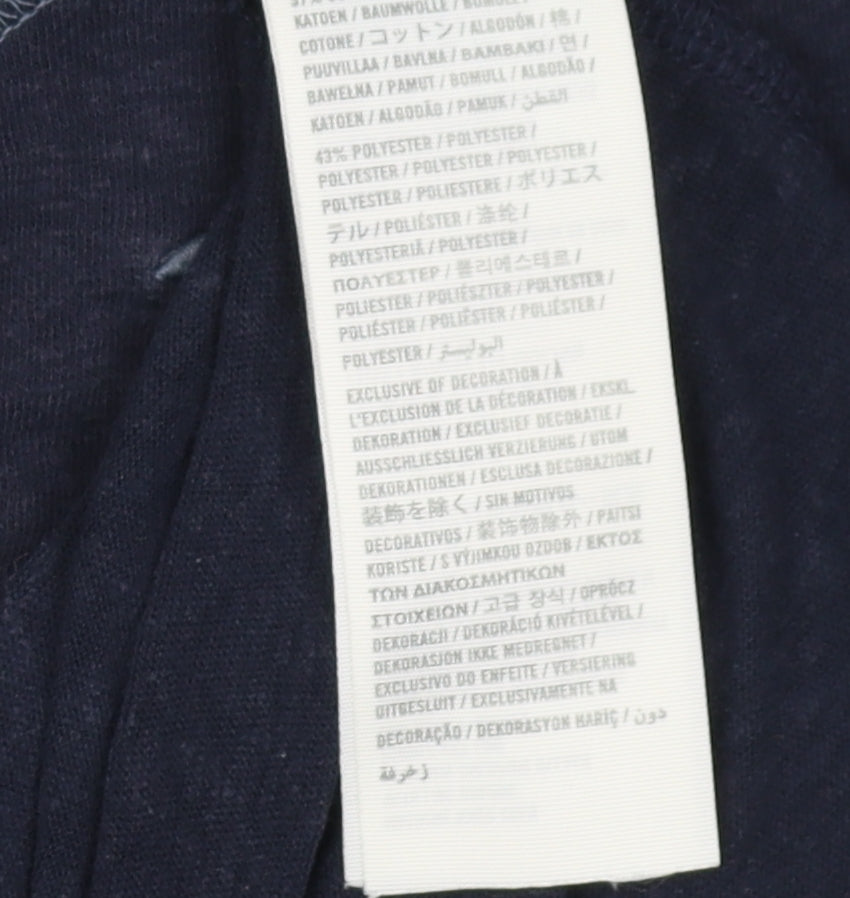 KATOEN / BAUMWOLLE / BOMULL /
COTONE / コットン / ALGODÓN / 棉 /
PUUVILLAA / BAVLNA / ΒΑΜΒΑΚΙ / 면 /
BAWEŁNA / PAMUT / BOMULL / ALGODÃO /
KATOEN / ALGODÃO / PAMUK / القطن
43% POLYESTER / POLYESTER /
POLYESTER / POLYESTER / POLYESTER /
POLYESTER / POLIESTERE / ポリエス
テル / POLIÉSTER / 涤纶 /
POLYESTERIÄ / POLYESTER /
ΠΟΛΥΕΣΤΕΡ / 폴리에스테르 /
POLIESTER / POLIÉSZTER / POLYESTER /
POLIÉSTER / POLIÉSTER / POLIÉSTER /
POLYESTER / البوليستر
EXCLUSIVE OF DECORATION / À
L'EXCLUSION DE LA DÉCORATION / EKSKL.
DEKORATION / EXCLUSIEF DECORATIE /
AUSSCHLIESSLICH VERZIERUNG / UTOM
DEKORATIONEN / ESCLUSA DECORAZIONE /
装飾を除く / SIN MOTIVOS
DECORATIVOS / 装饰物除外 / PAITSI
KORISTE / S VÝJIMKOU OZDOB / ΕΚΤΟΣ
ΤΩΝ ΔΙΑΚΟΣΜΗΤΙΚΩΝ
ΣΤΟΙΧΕΙΩΝ / 고급 장식 / OPRÓCZ
DEKORACJI / DEKORÁCIÓ KIVÉTELÉVEL /
DEKORASJON IKKE MEDREGNET /
EXCLUSIVO DO ENFEITE / VERSIERING
UITGESLUIT / EXCLUSIVAMENTE NA
DECORAÇÃO / DEKORASYON HARİÇ / دون
زخرفة